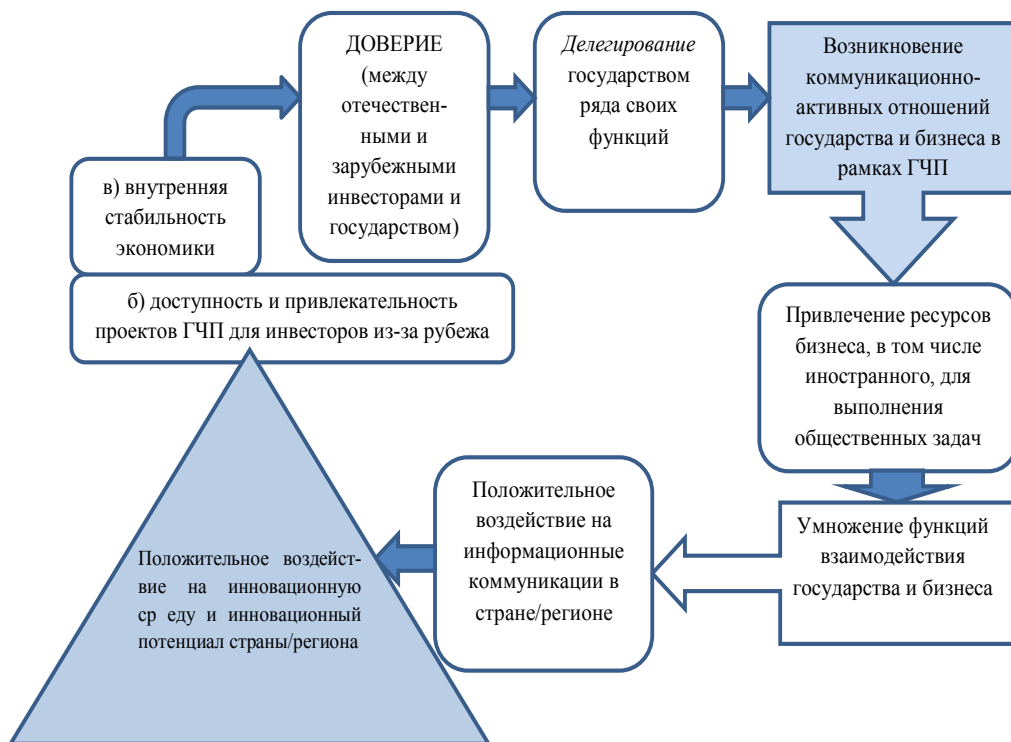 ДОВЕРИЕ
(между
отечествен-
ными и
зарубежными
инвесторами и
государством)
Делегирование
государством
ряда своих
функций
Возникновение
коммуникационно-
активных отношений
государства и бизнеса в
рамках ГЧП
в) внутренняя
стабильность
экономики
б) доступность и привлекательность
проектов ГЧП для инвесторов из-за рубежа
Привлечение ресурсов
бизнеса, в том числе
иностранного, для
выполнения
общественных задач
Умножение функций
взаимодействия
государства и бизнеса
Положительное
воздействие на
информационные
коммуникации в
стране/регионе
Положительное воздейст-
вие на инновационную
ср еду и инновационный
потенциал страны/региона